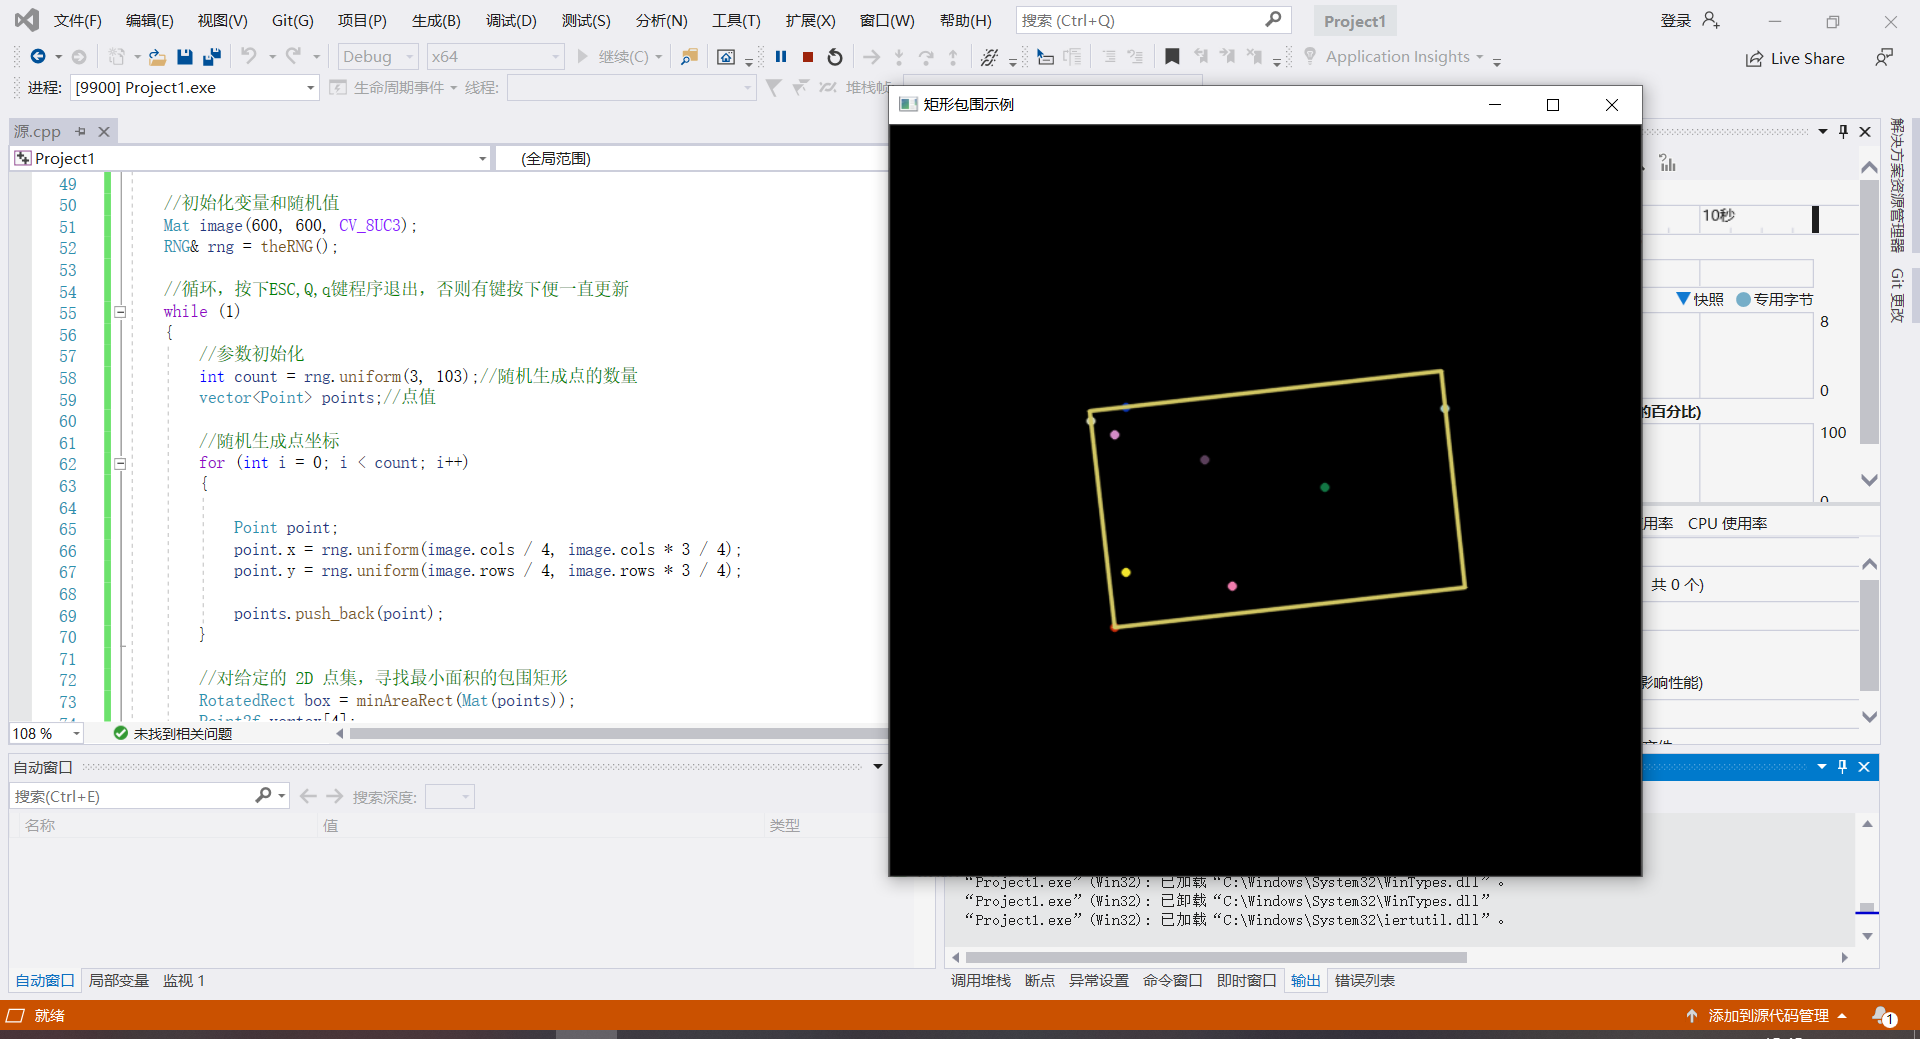 文件(F) 编辑(E) 视图(V) Git(G) 项目(P) 生成(B) 调试(D) 测试(S) 分析(N) 工具(T) 扩展(X) 窗口(W) 帮助(H) 搜索 (Ctrl+Q) Project1 登录
Debug x64 继续(C) Application Insights Live Share
进程: [9900] Project1.exe 生命周期事件 线程: 堆栈帧
矩形包围示例
源.cpp
Project1 (全局范围)
49
50 //初始化变量和随机值
51 Mat image(600, 600, CV_8UC3);
52 RNG& rng = theRNG();
53
54 //循环，按下ESC,Q,q键程序退出，否则有键按下便一直更新
55 while (1)
56 {
57 //参数初始化
58 int count = rng.uniform(3, 103);//随机生成点的数量
59 vector<Point> points;//点值
60
61 //随机生成点坐标
62 for (int i = 0; i < count; i++)
63 {
64
65 Point point;
66 point.x = rng.uniform(image.cols / 4, image.cols * 3 / 4);
67 point.y = rng.uniform(image.rows / 4, image.rows * 3 / 4);
68
69 points.push_back(point);
70 }
71
72 //对给定的 2D 点集，寻找最小面积的包围矩形
73 RotatedRect box = minAreaRect(Mat(points));
74 Point2f vertex[4];
108 % 未找到相关问题
10秒
快照 专用字节
8
0
的百分比)
100
0
用率 CPU 使用率
共 0 个)
影响性能)
解决方案资源管理器
Git 更改
自动窗口
搜索(Ctrl+E) 搜索深度:
名称 值 类型
“Project1.exe” (Win32): 已加载 “C:\Windows\System32\WinTypes.dll”。
“Project1.exe” (Win32): 已卸载 “C:\Windows\System32\WinTypes.dll”
“Project1.exe” (Win32): 已加载 “C:\Windows\System32\iertutil.dll”。
自动窗口 局部变量 监视 1
调用堆栈 断点 异常设置 命令窗口 即时窗口 输出 错误列表
就绪 添加到源代码管理 1